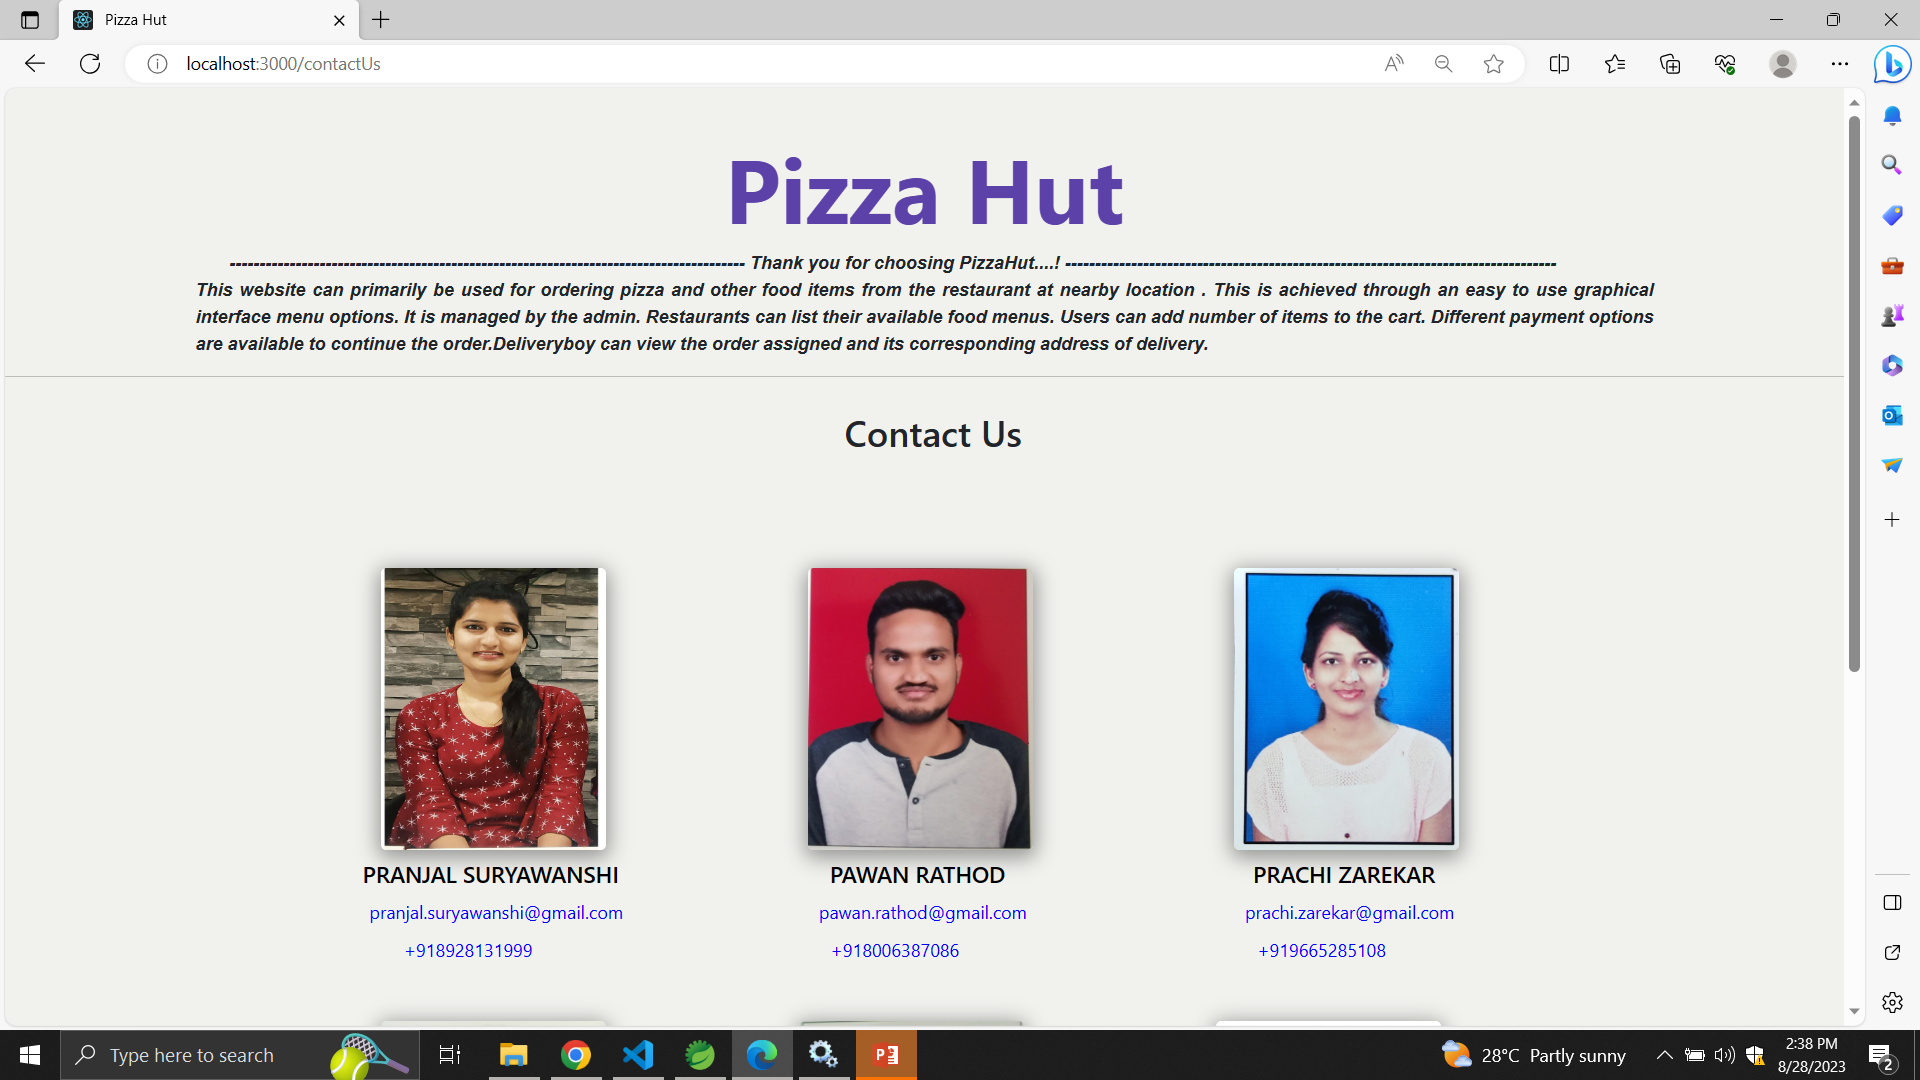 Pizza Hut
localhost:3000/contactUs
Pizza Hut
-------------------------------------------------------------------------------------- Thank you for choosing PizzaHut....! ----------------------------------------------------------------------------------
This website can primarily be used for ordering pizza and other food items from the restaurant at nearby location . This is achieved through an easy to use graphical
interface menu options. It is managed by the admin. Restaurants can list their available food menus. Users can add number of items to the cart. Different payment options
are available to continue the order.Deliveryboy can view the order assigned and its corresponding address of delivery.
Contact Us
PRANJAL SURYAWANSHI
pranjal.suryawanshi@gmail.com
+918928131999
PAWAN RATHOD
pawan.rathod@gmail.com
+918006387086
PRACHI ZAREKAR
prachi.zarekar@gmail.com
+919665285108
Type here to search
28°C Partly sunny
2:38 PM
8/28/2023
2